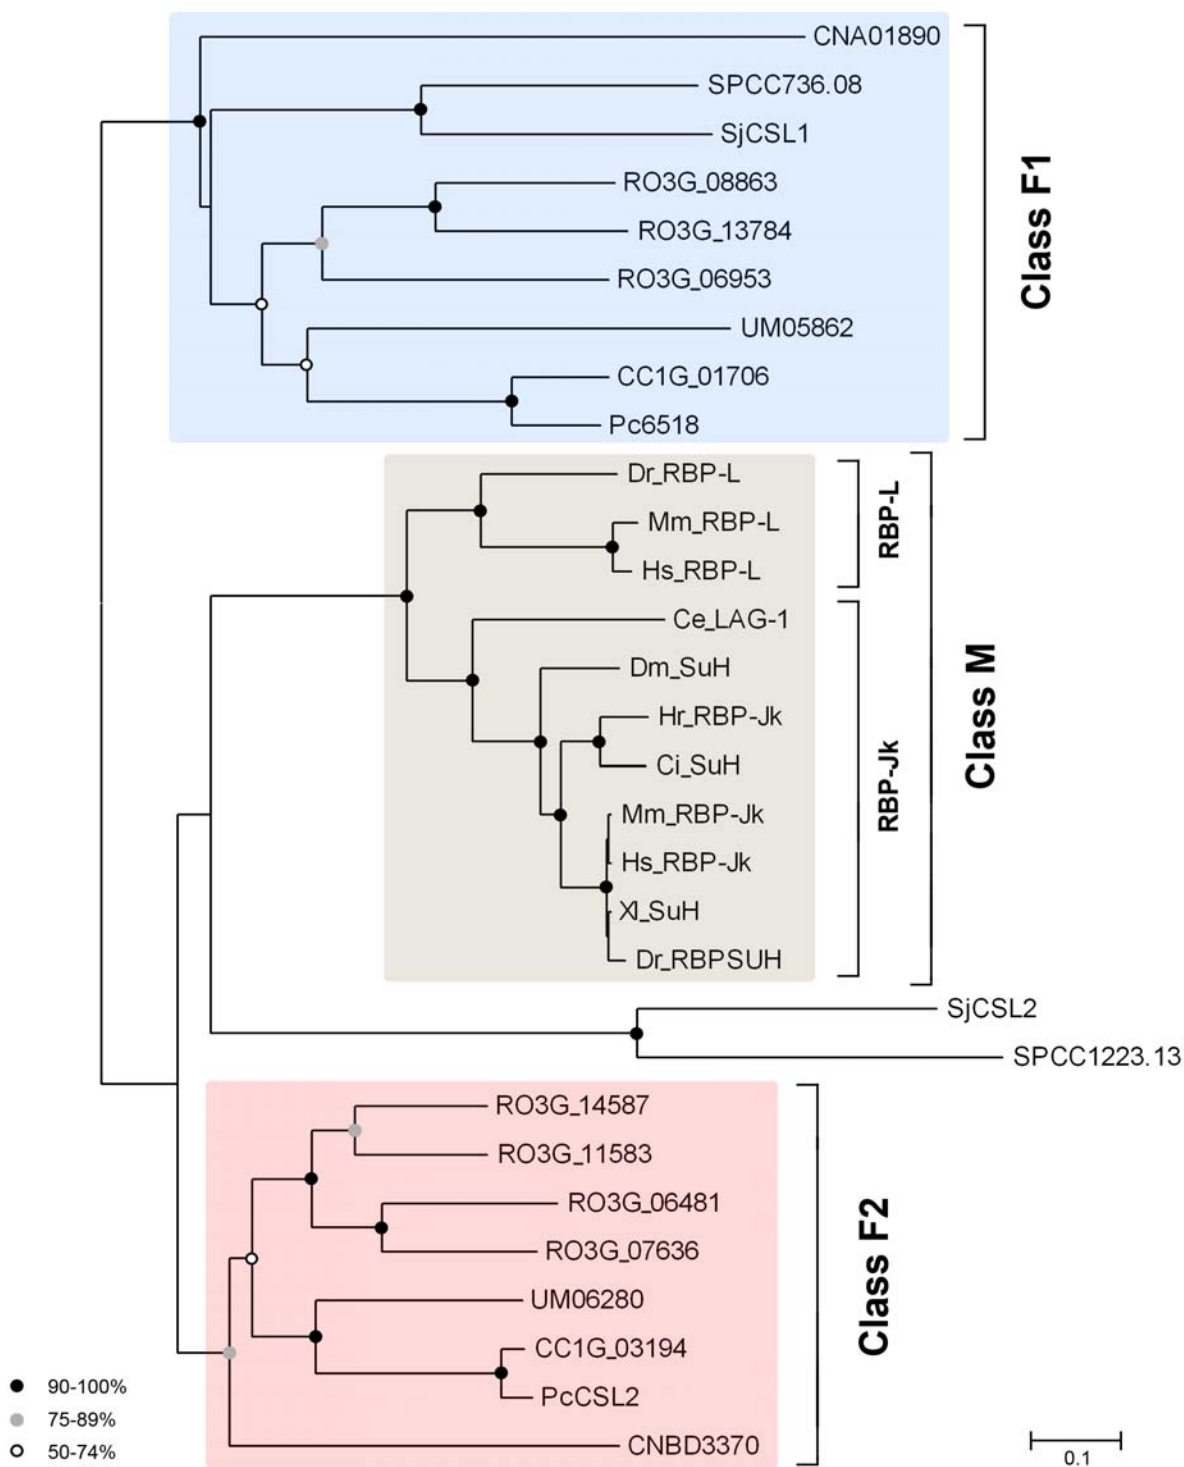 CNA01890
SPCC736.08
SjCSL1
RO3G_08863
RO3G_13784
RO3G_06953
UM05862
CC1G_01706
Pc6518
Class F1
Dr_RBP-L
Mm_RBP-L
Hs_RBP-L
RBP-L
Ce_LAG-1
Dm_SuH
Hr_RBP-Jk
Ci_SuH
Mm_RBP-Jk
Hs_RBP-Jk
Xl_SuH
Dr_RBPSUH
RBP-Jk
Class M
SjCSL2
SPCC1223.13
RO3G_14587
RO3G_11583
RO3G_06481
RO3G_07636
UM06280
CC1G_03194
PcCSL2
CNBD3370
Class F2
90-100%
75-89%
50-74%
0.1